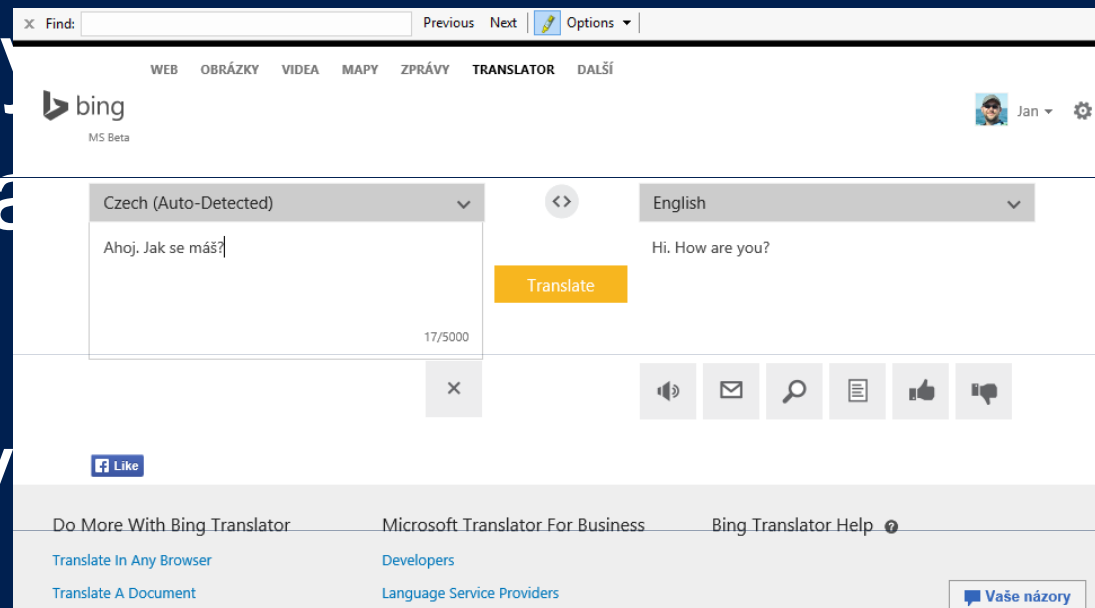 x Find: Previous Next Options
WEB OBRÁZKY VIDEA MAPY ZPRÁVY TRANSLATOR DALŠÍ
bing
MS Beta
Jan
Czech (Auto-Detected) <> English
Ahoj. Jak se máš? Hi. How are you?
Translate
17/5000
Like
Do More With Bing Translator Microsoft Translator For Business Bing Translator Help
Translate In Any Browser Developers
Translate A Document Language Service Providers
Vaše názory